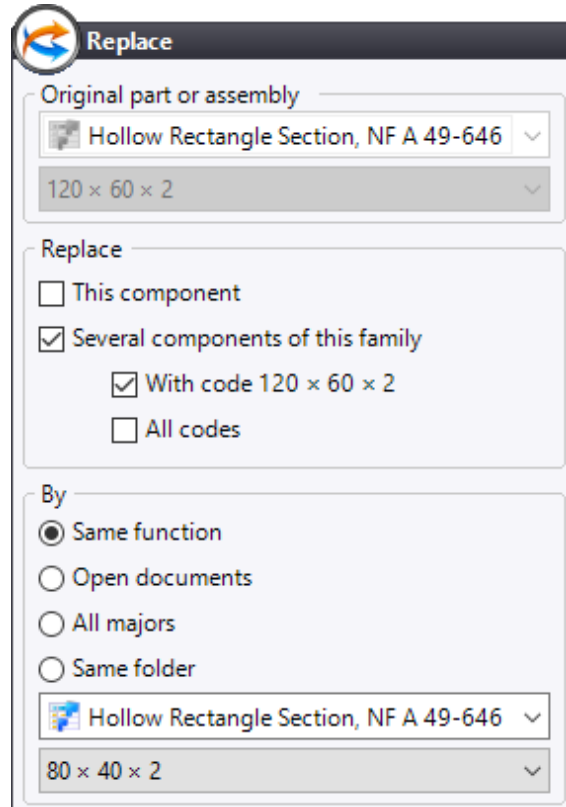 Replace
Original part or assembly
Hollow Rectangle Section, NF A 49-646
120 × 60 × 2
Replace
This component
Several components of this family
With code 120 × 60 × 2
All codes
By
Same function
Open documents
All majors
Same folder
Hollow Rectangle Section, NF A 49-646
80 × 40 × 2